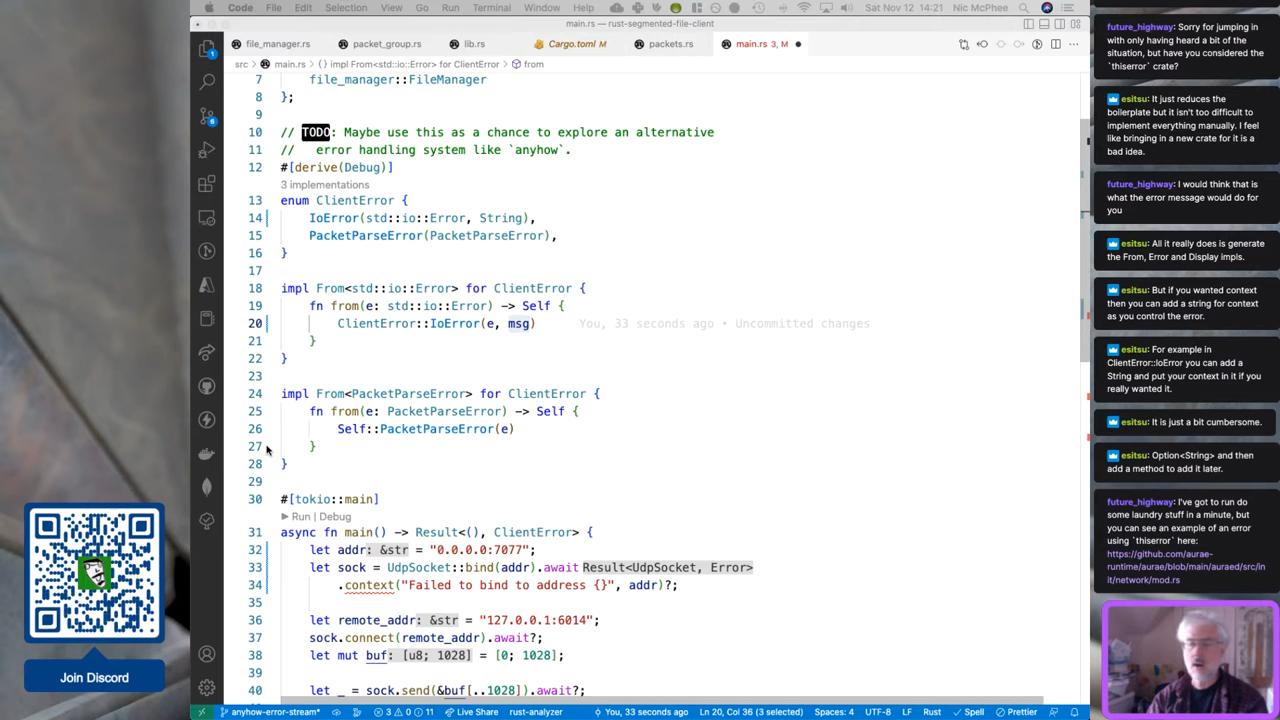 Code File Edit Selection View Go Run Terminal Window Help Sat Nov 12 14:21 Nic McPhee
main.rs — rust-segmented-file-client
file_manager.rs packet_group.rs lib.rs Cargo.toml M packets.rs main.rs 3, M
src > main.rs > {} impl From<std::io::Error> for ClientError > from
7 file_manager::FileManager
8 };
9
10 // TODO: Maybe use this as a chance to explore an alternative
11 // error handling system like `anyhow`.
12 #[derive(Debug)]
3 implementations
13 enum ClientError {
14 IoError(std::io::Error, String),
15 PacketParseError(PacketParseError),
16 }
17
18 impl From<std::io::Error> for ClientError {
19 fn from(e: std::io::Error) -> Self {
20 ClientError::IoError(e, msg) You, 33 seconds ago • Uncommitted changes
21 }
22 }
23
24 impl From<PacketParseError> for ClientError {
25 fn from(e: PacketParseError) -> Self {
26 Self::PacketParseError(e)
27 }
28 }
29
30 #[tokio::main]
▶ Run | Debug
31 async fn main() -> Result<(), ClientError> {
32 let addr: &str = "0.0.0.0:7077";
33 let sock = UdpSocket::bind(addr).await Result<UdpSocket, Error>
34 .context("Failed to bind to address {}", addr)?;
35
36 let remote_addr: &str = "127.0.0.1:6014";
37 sock.connect(remote_addr).await?;
38 let mut buf: [u8; 1028] = [0; 1028];
39
40 let _ = sock.send(&buf[..1028]).await?;
anyhow-error-stream* 3 0 11 Live Share rust-analyzer You, 33 seconds ago Ln 20, Col 36 (3 selected) Spaces: 4 UTF-8 LF Rust Spell Prettier
1
6
Join Discord
future_highway: Sorry for jumping in
with only having heard a bit of the
situation, but have you considered the
`thiserror` crate?
esitsu: It just reduces the
boilerplate but it isn't too difficult to
implement everything manually. I feel
like bringing in a new crate for it is a
bad idea.
future_highway: I would think that is
what the error message would do for
you
esitsu: All it really does is generate
the From, Error and Display impls.
esitsu: But if you wanted context
then you can add a string for context
as you control the error.
esitsu: For example in
ClientError::IoError you can add a
String and put your context in it if you
really wanted it.
esitsu: It is just a bit cumbersome.
esitsu: Option<String> and then
add a method to add it later.
future_highway: I've got to run do
some laundry stuff in a minute, but
you can see an example of an error
using `thiserror` here:
https://github.com/aurae-
runtime/aurae/blob/main/auraed/src/in
it/network/mod.rs